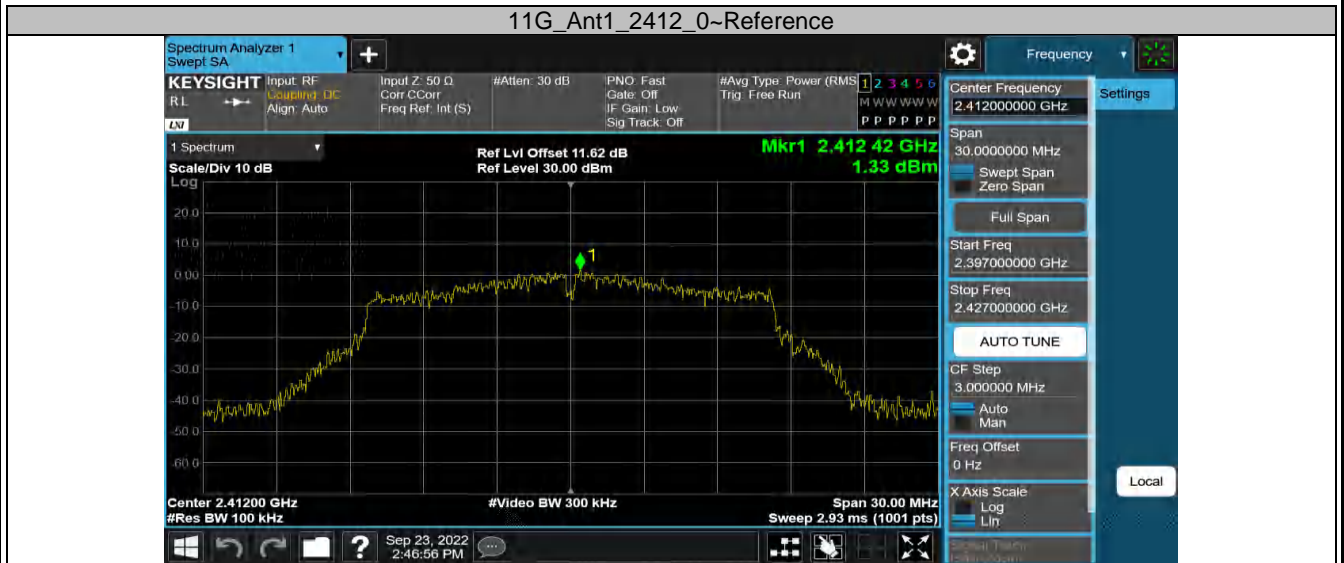 11G_Ant1_2412_0~Reference
Spectrum Analyzer 1
Swept SA
+
Frequency
KEYSIGHT
RL
LXI
Input: RF
Coupling: DC
Align: Auto
Input Z: 50 Ω
Corr CCorr
Freq Ref: Int (S)
#Atten: 30 dB
PNO: Fast
Gate: Off
IF Gain: Low
Sig Track: Off
#Avg Type: Power (RMS
Trig: Free Run
1 2 3 4 5 6
M W W W W W
P P P P P P
Center Frequency
2.412000000 GHz
Settings
1 Spectrum
Scale/Div 10 dB
Ref Lvl Offset 11.62 dB
Ref Level 30.00 dBm
Mkr1 2.412 42 GHz
1.33 dBm
Span
30.0000000 MHz
Swept Span
Zero Span
Full Span
Start Freq
2.397000000 GHz
Stop Freq
2.427000000 GHz
AUTO TUNE
CF Step
3.000000 MHz
Auto
Man
Freq Offset
0 Hz
X Axis Scale
Log
Lin
Local
Log
20.0
10.0
0.00
-10.0
-20.0
-30.0
-40.0
-50.0
-60.0
1
Center 2.41200 GHz
#Res BW 100 kHz
#Video BW 300 kHz
Span 30.00 MHz
Sweep 2.93 ms (1001 pts)
?
Sep 23, 2022
2:46:56 PM